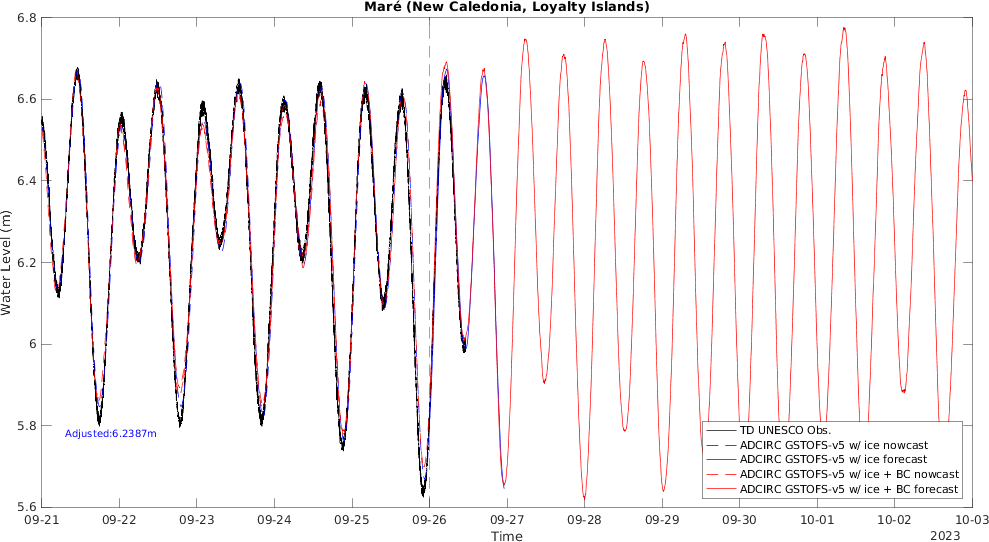 Maré (New Caledonia, Loyalty Islands)
6.8
6.6
6.4
6.2
6
5.8
5.6
Water Level (m)
Adjusted:6.2387m
TD UNESCO Obs.
ADCIRC GSTOFS-v5 w/ ice nowcast
ADCIRC GSTOFS-v5 w/ ice forecast
ADCIRC GSTOFS-v5 w/ ice + BC nowcast
ADCIRC GSTOFS-v5 w/ ice + BC forecast
09-21 09-22 09-23 09-24 09-25 09-26 09-27 09-28 09-29 09-30 10-01 10-02 10-03
Time
2023